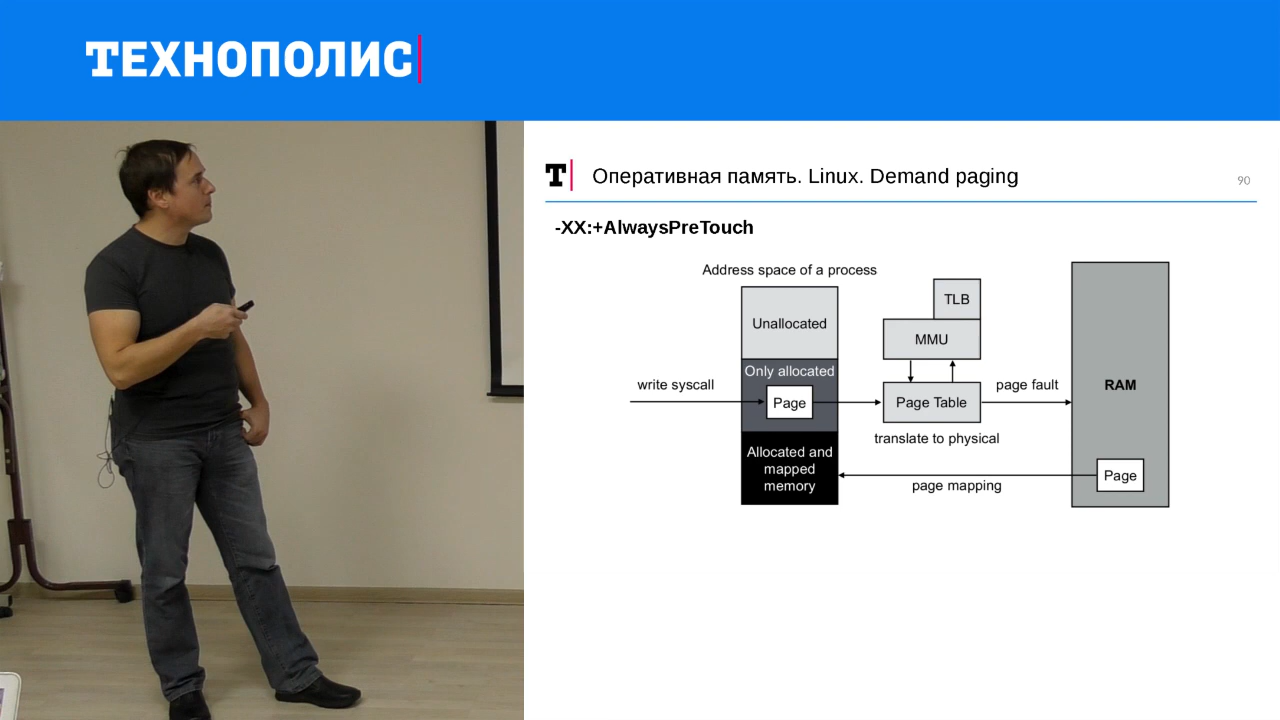 ТЕХНОПОЛИС
T
Оперативная память. Linux. Demand paging
90
-XX:+AlwaysPreTouch
Address space of a process
TLB
Unallocated
MMU
Only allocated
write syscall
page fault
RAM
Page
Page Table
translate to physical
Allocated and
mapped
memory
Page
page mapping